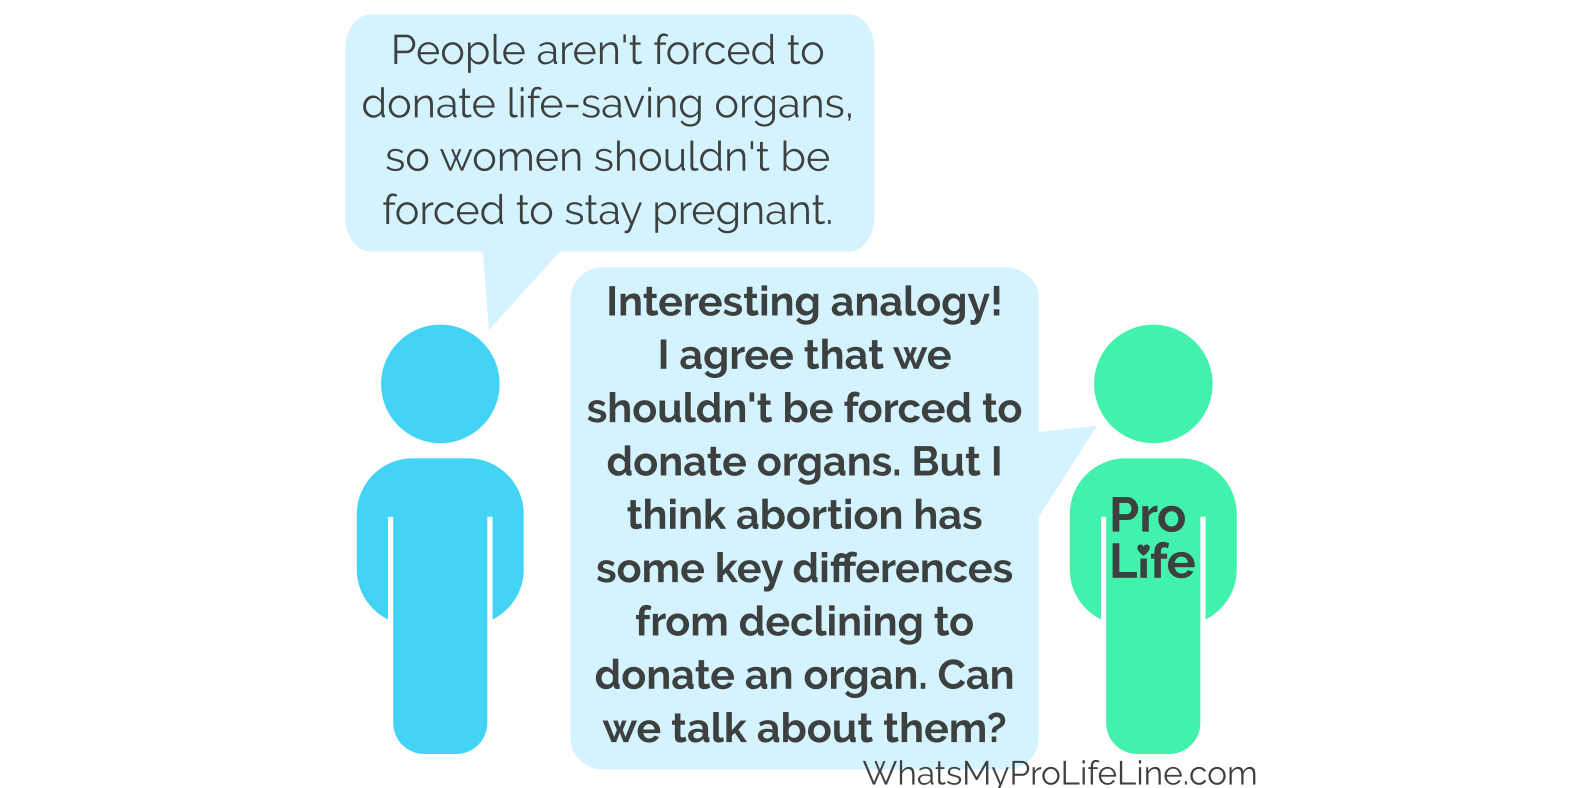 People aren't forced to
donate life-saving organs,
so women shouldn't be
forced to stay pregnant.
Interesting analogy!
I agree that we
shouldn't be forced to
donate organs. But I
think abortion has
some key differences
from declining to
donate an organ. Can
we talk about them?
Pro
Life
WhatsMyProLifeLine.com